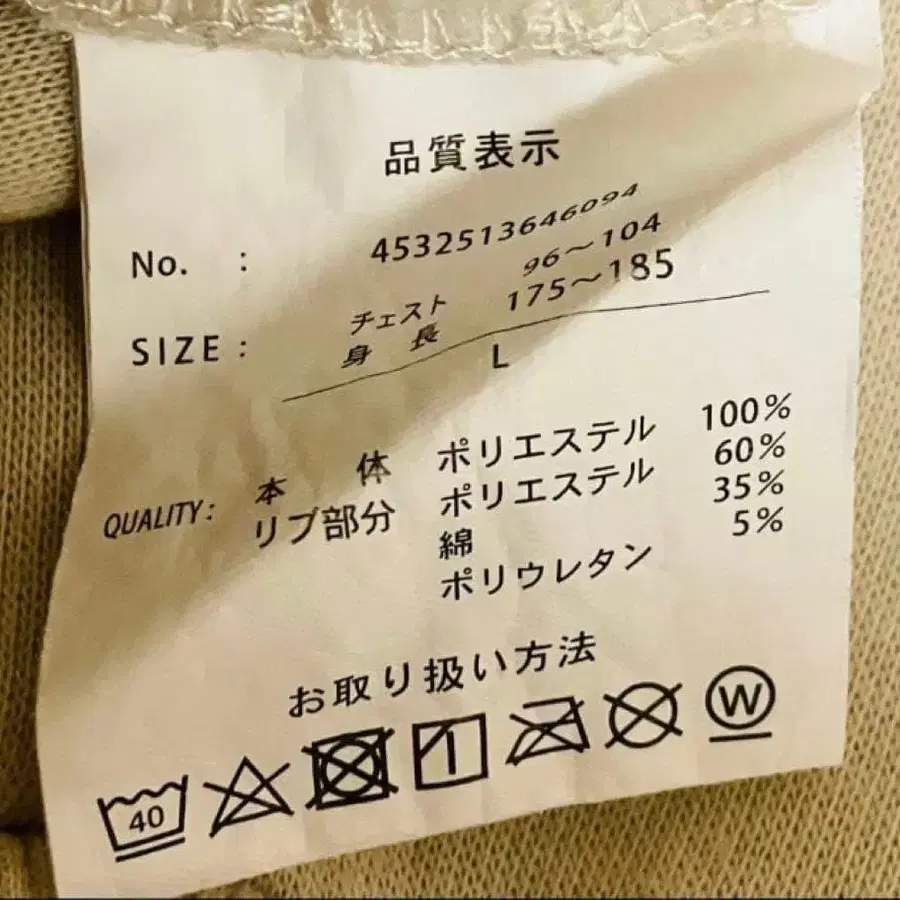 品質表示
No. : 4532513646094
チェスト 96～104
SIZE : 身 長 175～185
L
QUALITY: 本 体 ポリエステル 100%
リブ部分 ポリエステル 60%
綿 35%
ポリウレタン 5%
お取り扱い方法
40 W